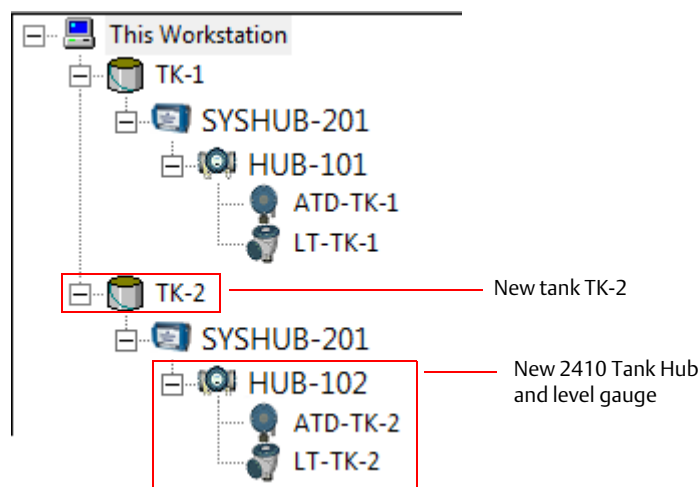 This Workstation
TK-1
SYSHUB-201
HUB-101
ATD-TK-1
LT-TK-1
TK-2
New tank TK-2
SYSHUB-201
HUB-102
New 2410 Tank Hub
and level gauge
ATD-TK-2
LT-TK-2